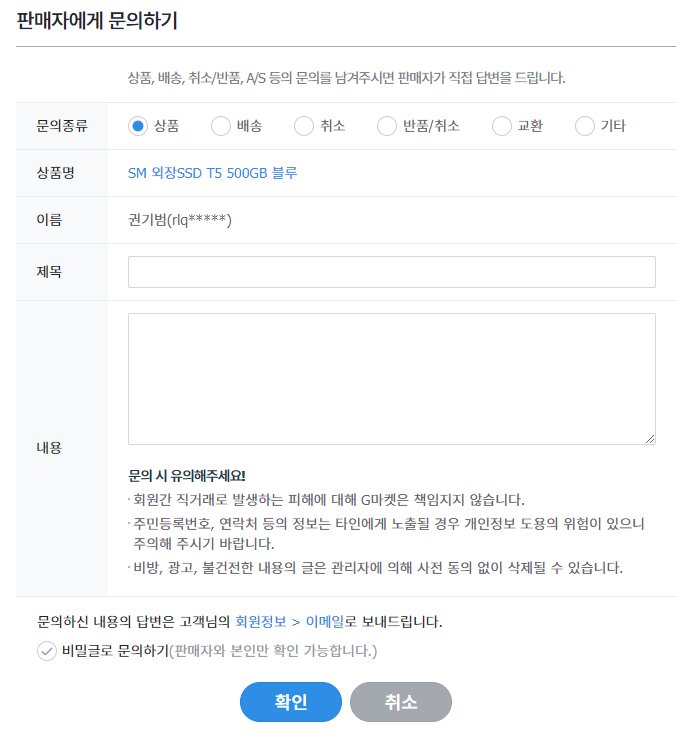 판매자에게 문의하기
상품, 배송, 취소/반품, A/S 등의 문의를 남겨주시면 판매자가 직접 답변을 드립니다.
문의종류 상품 배송 취소 반품/취소 교환 기타
상품명 SM 외장SSD T5 500GB 블루
이름 권기범(rlq*****)
제목
내용
문의 시 유의해주세요!
· 회원간 직거래로 발생하는 피해에 대해 G마켓은 책임지지 않습니다.
· 주민등록번호, 연락처 등의 정보는 타인에게 노출될 경우 개인정보 도용의 위험이 있으니
주의해 주시기 바랍니다.
· 비방, 광고, 불건전한 내용의 글은 관리자에 의해 사전 동의 없이 삭제될 수 있습니다.
문의하신 내용의 답변은 고객님의 회원정보 > 이메일로 보내드립니다.
비밀글로 문의하기(판매자와 본인만 확인 가능합니다.)
확인 취소